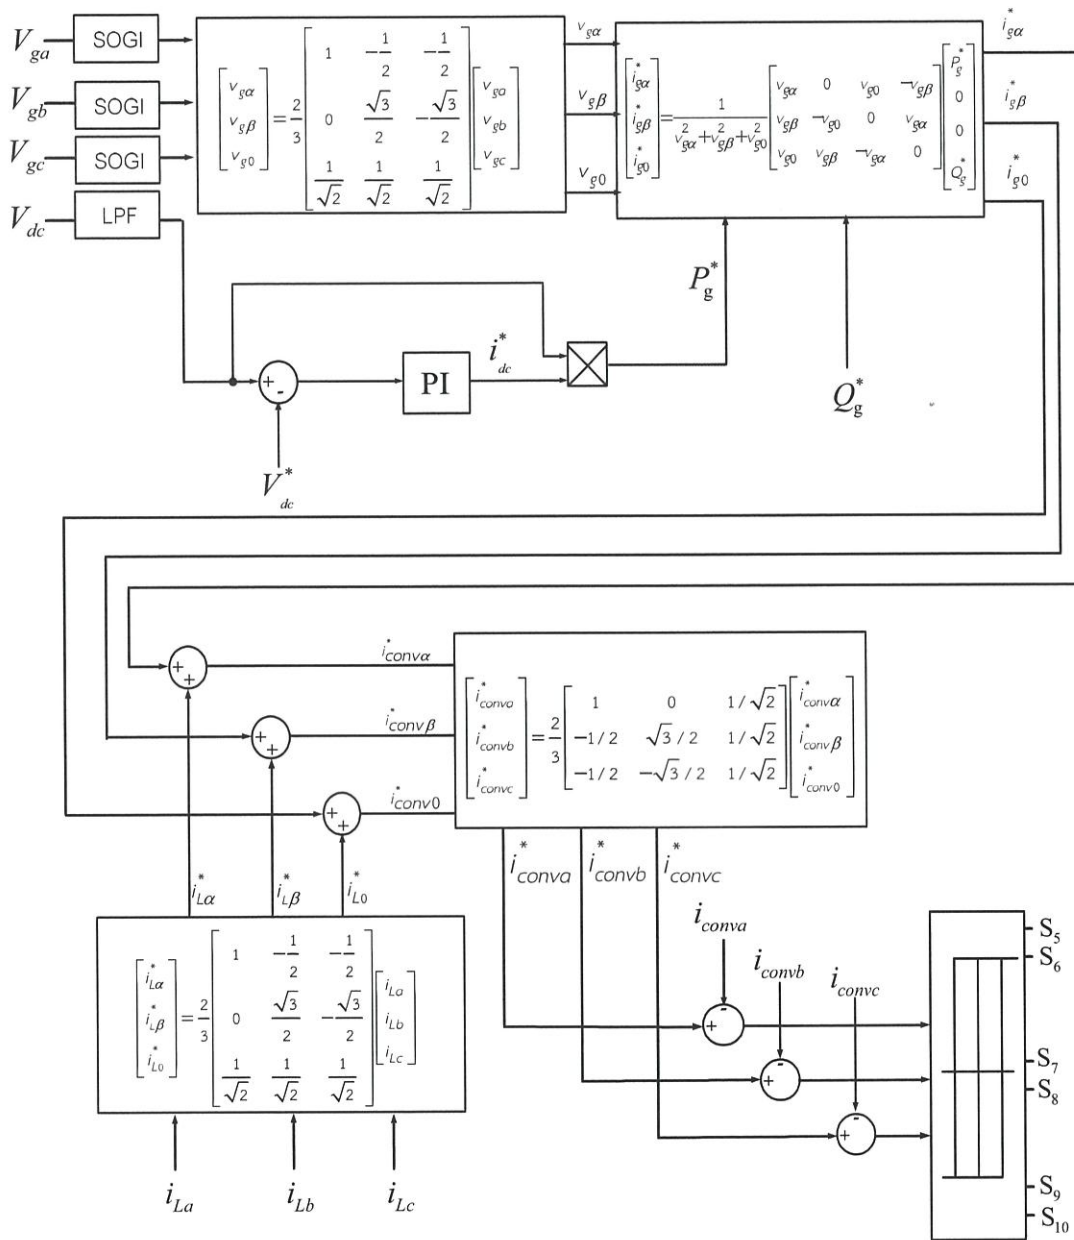 V_ga SOGI
V_gb SOGI
V_gc SOGI
V_dc LPF
[v_gα; v_gβ; v_g0] = 2/3 [1 -1/2 -1/2; 0 √3/2 -√3/2; 1/√2 1/√2 1/√2] [v_ga; v_gb; v_gc]
v_gα
v_gβ
v_g0
[i*_gα; i*_gβ; i*_g0] = 1/(v²_gα+v²_gβ+v²_g0) [v_gα 0 v_g0 -v_gβ; v_gβ -v_g0 0 v_gα; v_g0 v_gβ -v_gα 0] [P*_g; 0; 0; Q*_g]
i*_gα
i*_gβ
i*_g0
P*_g
Q*_g
+
-
PI
i*_dc
V*_dc
+ +
+ +
+ +
i*_convα
i*_convβ
i*_conv0
[i*_conva; i*_convb; i*_convc] = 2/3 [1 0 1/√2; -1/2 √3/2 1/√2; -1/2 -√3/2 1/√2] [i*_convα; i*_convβ; i*_conv0]
i*_Lα
i*_Lβ
i*_L0
i*_conva
i*_convb
i*_convc
[i*_Lα; i*_Lβ; i*_L0] = 2/3 [1 -1/2 -1/2; 0 √3/2 -√3/2; 1/√2 1/√2 1/√2] [i_La; i_Lb; i_Lc]
i_La
i_Lb
i_Lc
i_conva
i_convb
i_convc
+ -
+ -
+ -
S_5
S_6
S_7
S_8
S_9
S_10